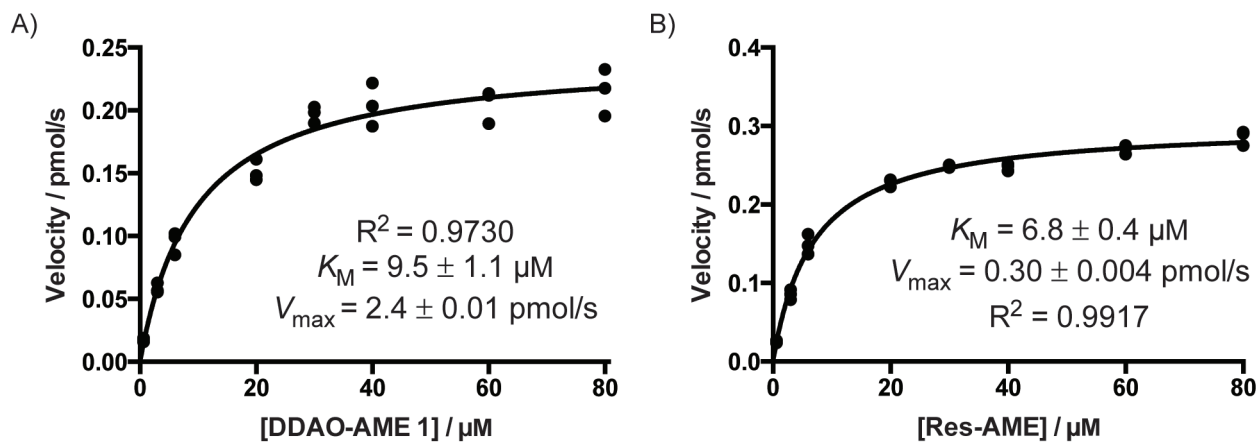 A)
Velocity / pmol/s
0.25
0.20
0.15
0.10
0.05
0.00
R² = 0.9730
K_M = 9.5 ± 1.1 µM
V_max = 2.4 ± 0.01 pmol/s
0 20 40 60 80
[DDAO-AME 1] / µM
B)
Velocity / pmol/s
0.4
0.3
0.2
0.1
0.0
K_M = 6.8 ± 0.4 µM
V_max = 0.30 ± 0.004 pmol/s
R² = 0.9917
0 20 40 60 80
[Res-AME] / µM